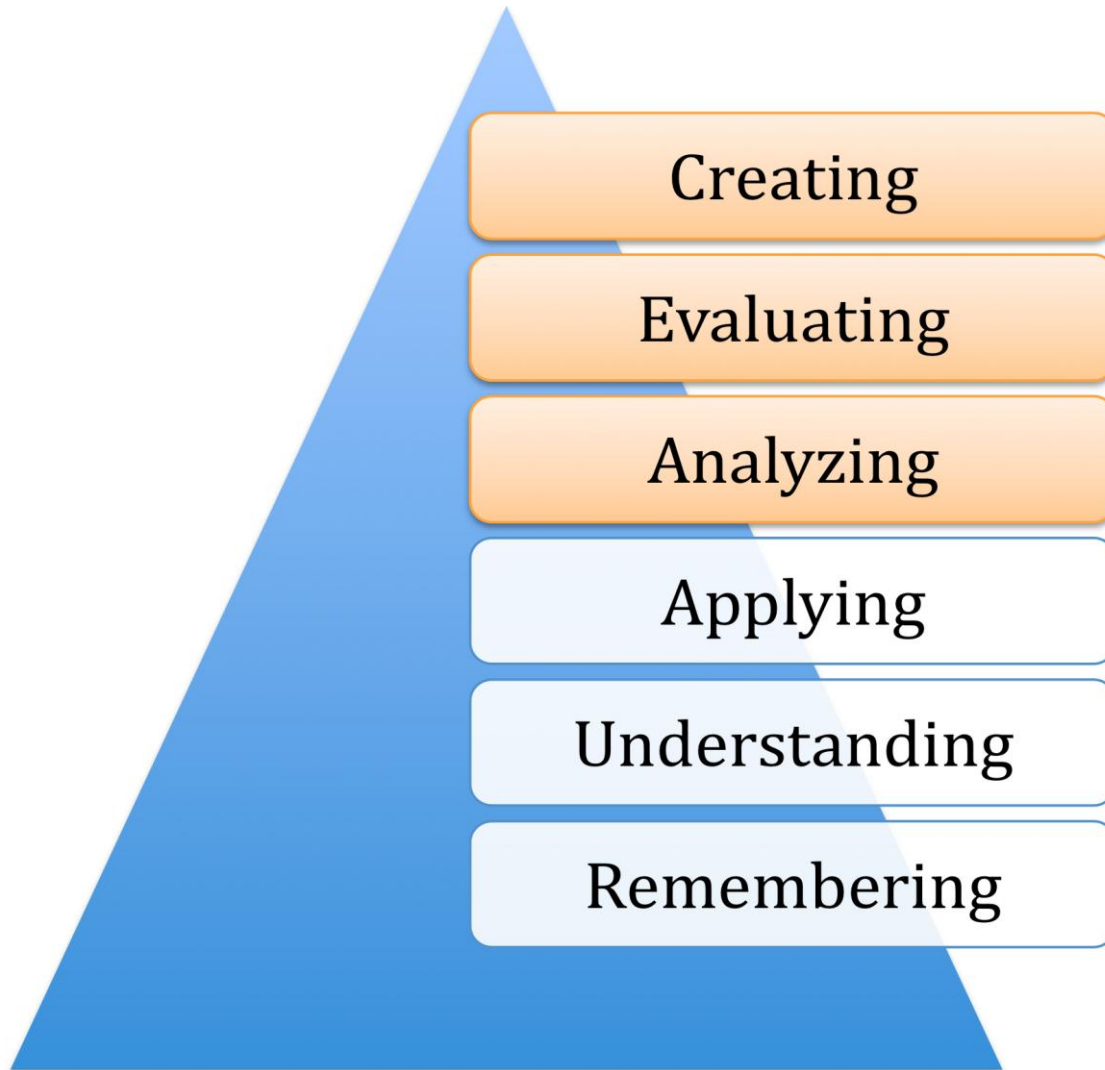 Creating
Evaluating
Analyzing
Applying
Understanding
Remembering